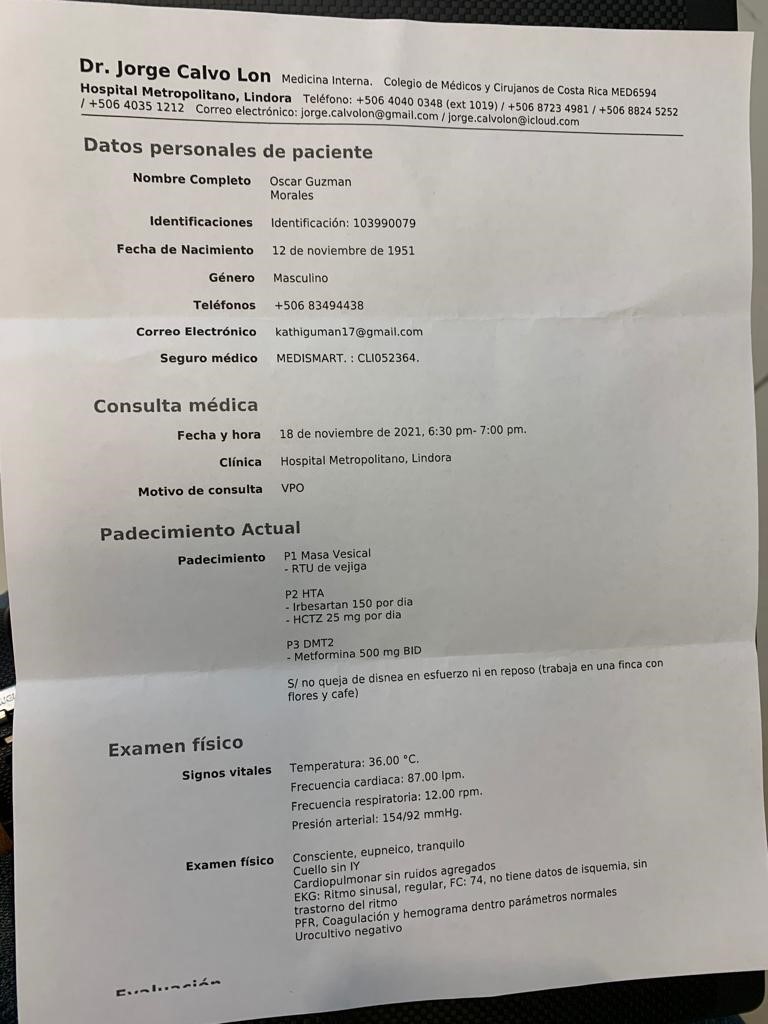 Dr. Jorge Calvo Lon Medicina Interna. Colegio de Médicos y Cirujanos de Costa Rica MED6594
Hospital Metropolitano, Lindora Teléfono: +506 4040 0348 (ext 1019) / +506 8723 4981 / +506 8824 5252
/ +506 4035 1212 Correo electrónico: jorge.calvolon@gmail.com / jorge.calvolon@icloud.com
Datos personales de paciente
Nombre Completo Oscar Guzman
Morales
Identificaciones Identificación: 103990079
Fecha de Nacimiento 12 de noviembre de 1951
Género Masculino
Teléfonos +506 83494438
Correo Electrónico kathiguman17@gmail.com
Seguro médico MEDISMART. : CLI052364.
Consulta médica
Fecha y hora 18 de noviembre de 2021, 6:30 pm- 7:00 pm.
Clínica Hospital Metropolitano, Lindora
Motivo de consulta VPO
Padecimiento Actual
Padecimiento P1 Masa Vesical
- RTU de vejiga
P2 HTA
- Irbesartan 150 por dia
- HCTZ 25 mg por dia
P3 DMT2
- Metformina 500 mg BID
S/ no queja de disnea en esfuerzo ni en reposo (trabaja en una finca con
flores y cafe)
Examen físico
Signos vitales Temperatura: 36.00 °C.
Frecuencia cardiaca: 87.00 lpm.
Frecuencia respiratoria: 12.00 rpm.
Presión arterial: 154/92 mmHg.
Examen físico Consciente, eupneico, tranquilo
Cuello sin IY
Cardiopulmonar sin ruidos agregados
EKG: Ritmo sinusal, regular, FC: 74, no tiene datos de isquemia, sin
trastorno del ritmo
PFR, Coagulación y hemograma dentro parámetros normales
Urocultivo negativo